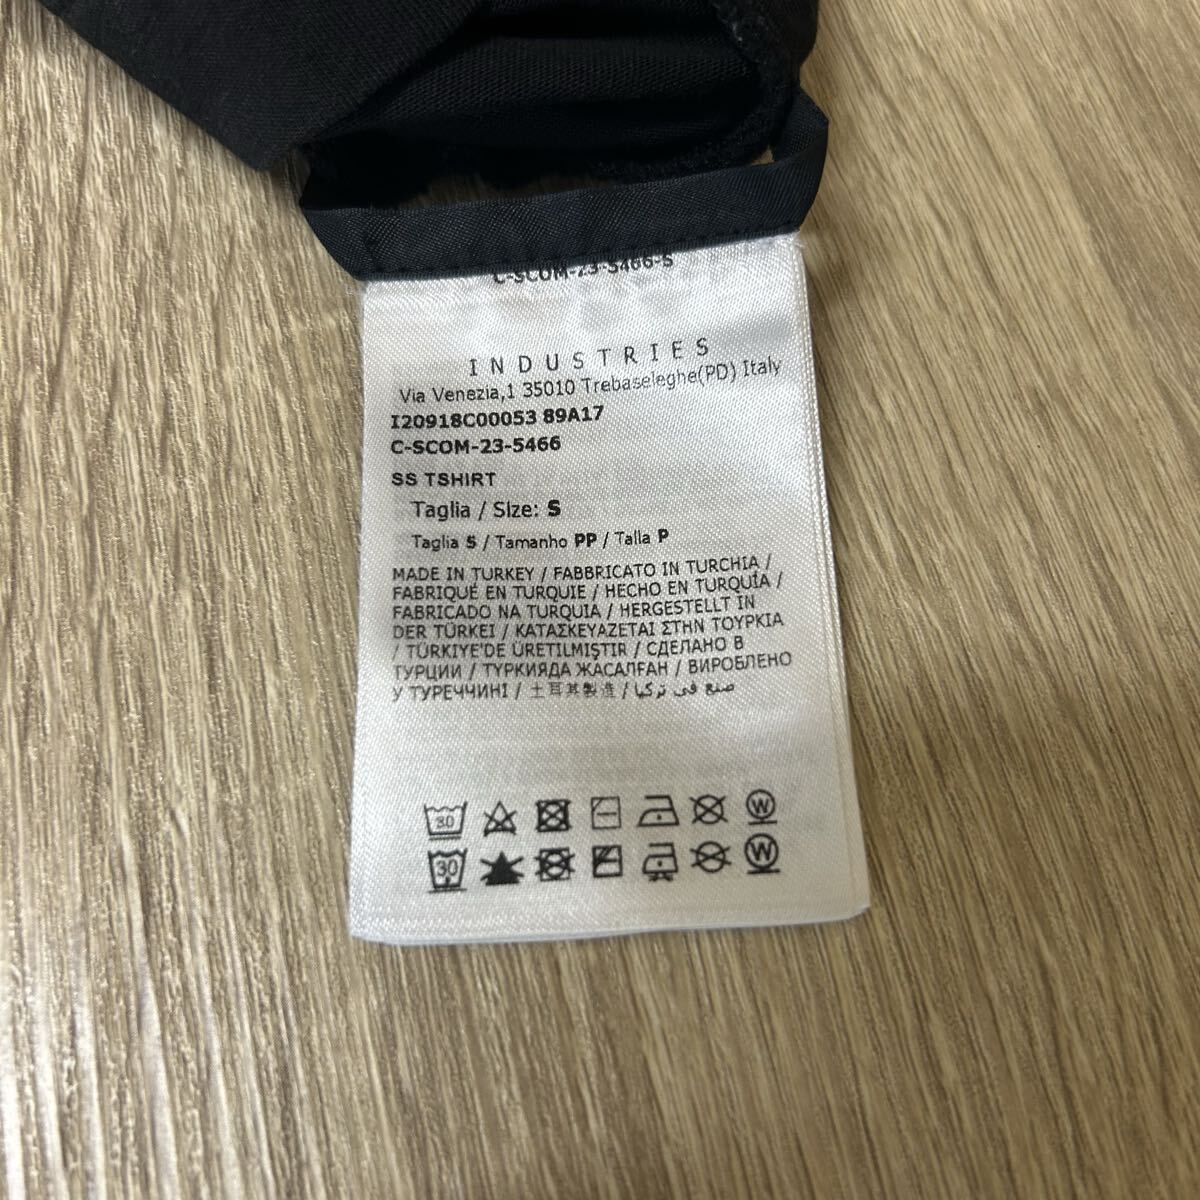 C-SCOM-23-5466-S
INDUSTRIES
Via Venezia,1 35010 Trebaseleghe(PD) Italy
I20918C00053 89A17
C-SCOM-23-5466
SS TSHIRT
Taglia / Size: S
Taglia S / Tamanho PP / Talla P
MADE IN TURKEY / FABBRICATO IN TURCHIA /
FABRIQUÉ EN TURQUIE / HECHO EN TURQUÍA /
FABRICADO NA TURQUIA / HERGESTELLT IN
DER TÜRKEI / ΚΑΤΑΣΚΕΥΑΖΕΤΑΙ ΣΤΗΝ ΤΟΥΡΚΙΑ
/ TÜRKIYE'DE ÜRETILMIŞTIR / СДЕЛАНО В
ТУРЦИИ / ТҮРКИЯДА ЖАСАЛҒАН / ВИРОБЛЕНО
У ТУРЕЧЧИНІ / 土耳其製造 / صنع في تركيا
30 W
30 W